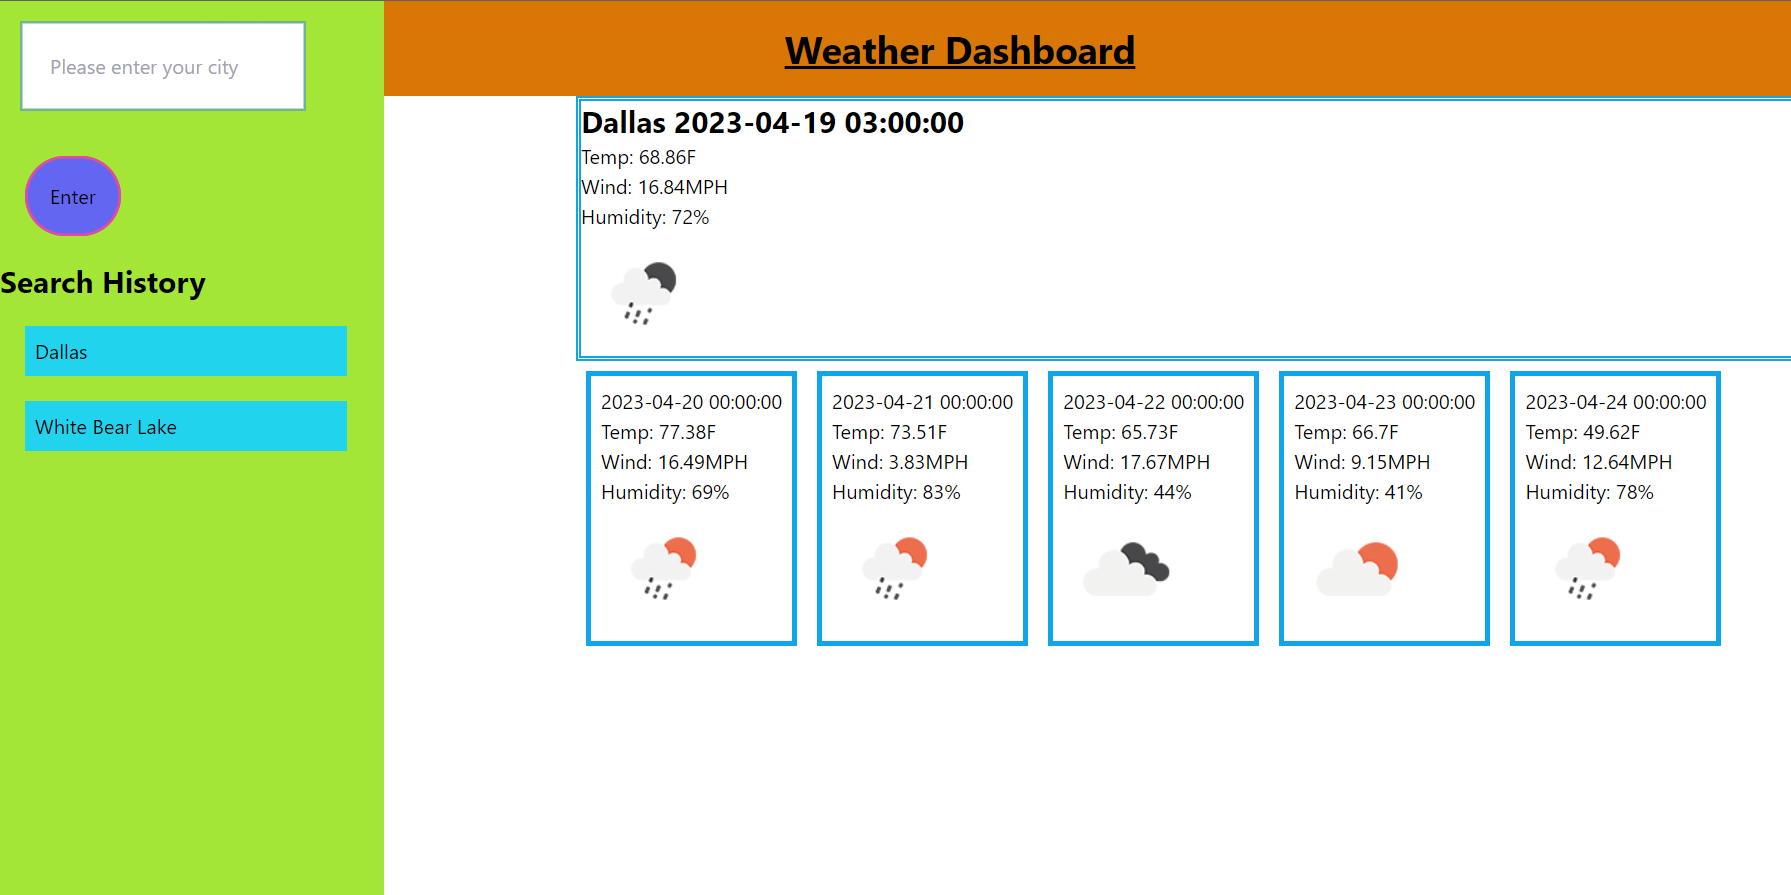 Please enter your city
Enter
Search History
Dallas
White Bear Lake
Weather Dashboard
Dallas 2023-04-19 03:00:00
Temp: 68.86F
Wind: 16.84MPH
Humidity: 72%
2023-04-20 00:00:00
Temp: 77.38F
Wind: 16.49MPH
Humidity: 69%
2023-04-21 00:00:00
Temp: 73.51F
Wind: 3.83MPH
Humidity: 83%
2023-04-22 00:00:00
Temp: 65.73F
Wind: 17.67MPH
Humidity: 44%
2023-04-23 00:00:00
Temp: 66.7F
Wind: 9.15MPH
Humidity: 41%
2023-04-24 00:00:00
Temp: 49.62F
Wind: 12.64MPH
Humidity: 78%